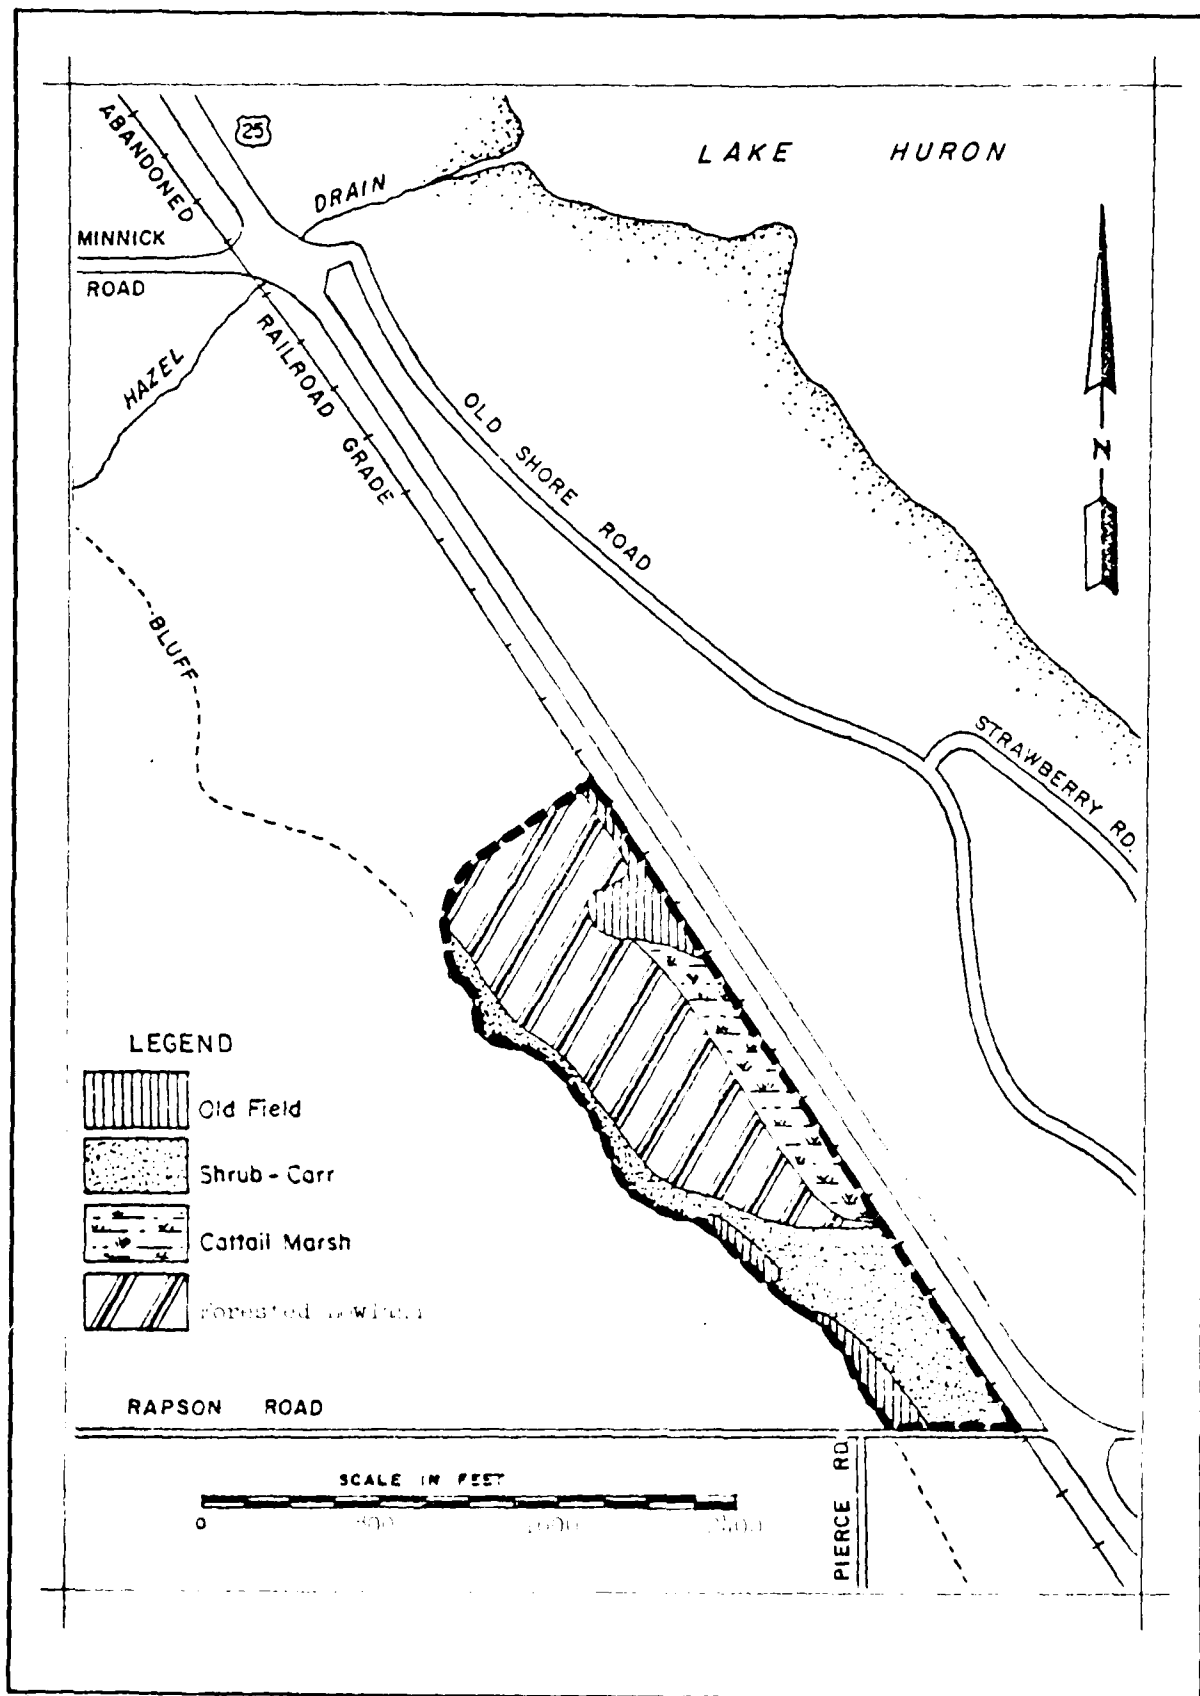 LAKE HURON
25
ABANDONED
RAILROAD GRADE
DRAIN
MINNICK
ROAD
HAZEL
OLD SHORE ROAD
N
BLUFF
STRAWBERRY RD.
LEGEND
Old Field
Shrub-Carr
Cattail Marsh
Forested
RAPSON ROAD
SCALE IN FEET
0
PIERCE RD.